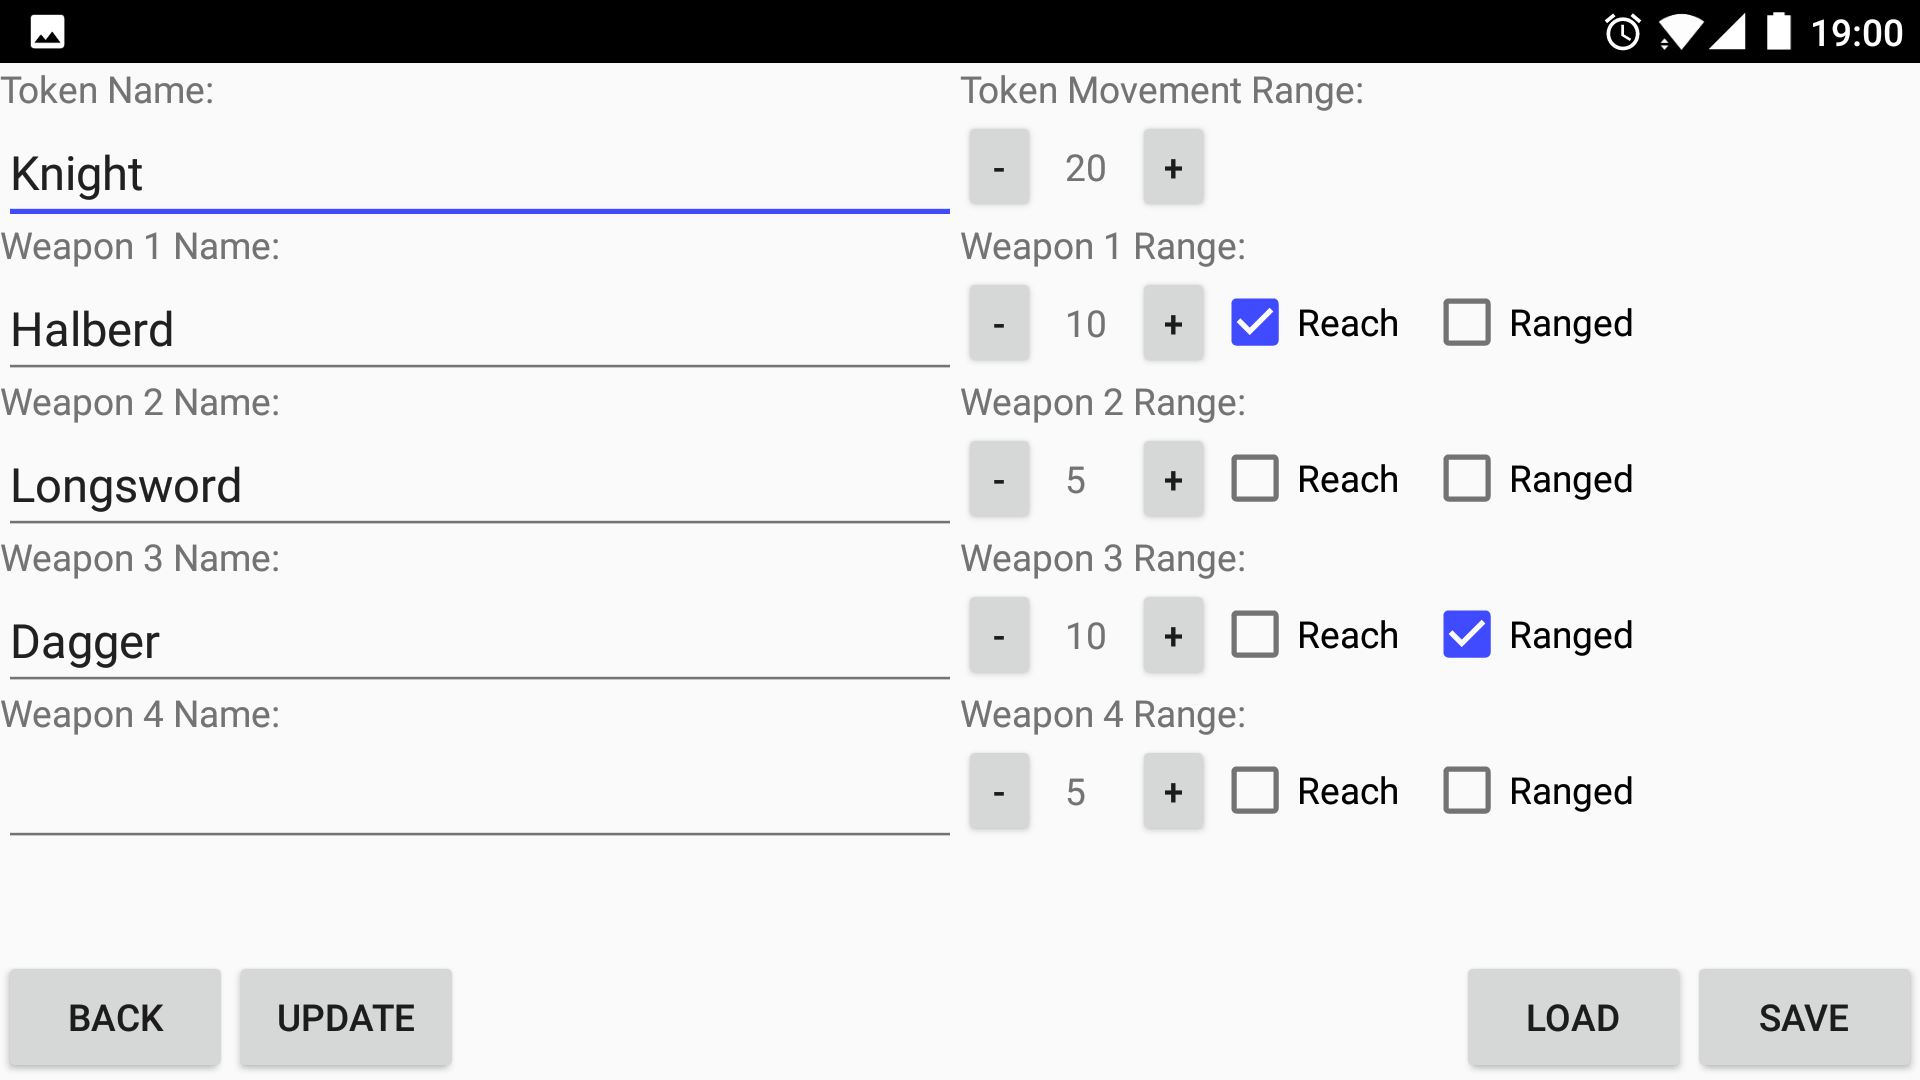 19:00
Token Name:
Token Movement Range:
Knight
- 20 +
Weapon 1 Name:
Weapon 1 Range:
Halberd
- 10 + Reach Ranged
Weapon 2 Name:
Weapon 2 Range:
Longsword
- 5 + Reach Ranged
Weapon 3 Name:
Weapon 3 Range:
Dagger
- 10 + Reach Ranged
Weapon 4 Name:
Weapon 4 Range:
- 5 + Reach Ranged
BACK UPDATE LOAD SAVE